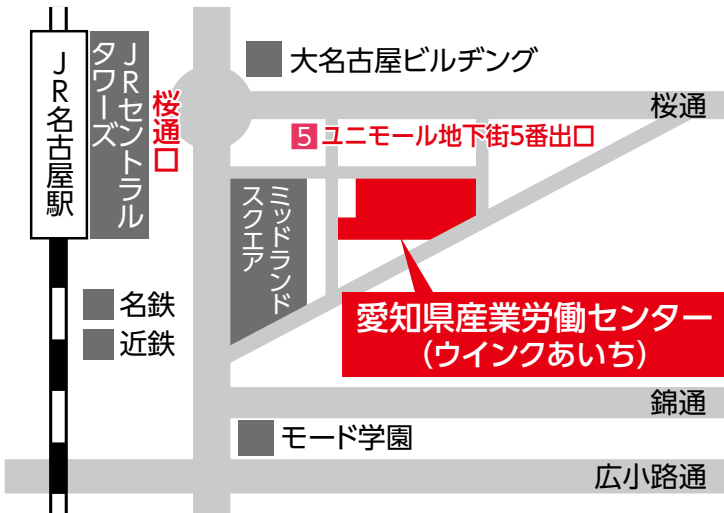 JR名古屋駅
JRセントラル
タワーズ
桜通口
大名古屋ビルヂング
桜通
5 ユニモール地下街5番出口
ミッドランド
スクエア
名鉄
近鉄
愛知県産業労働センター
(ウインクあいち)
錦通
モード学園
広小路通